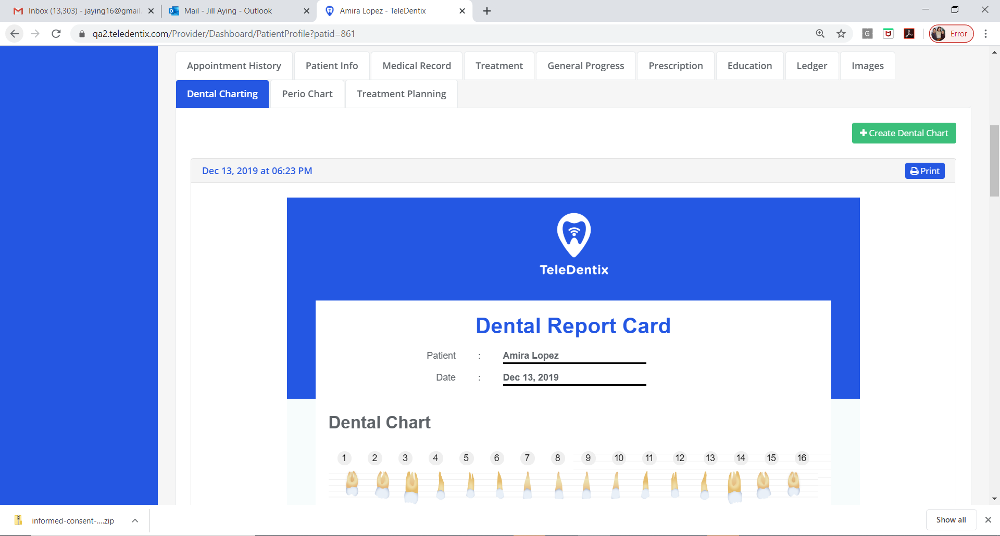 Inbox (13,303) - jaying16@gmail.
Mail - Jill Aying - Outlook
Amira Lopez - TeleDentix
qa2.teledentix.com/Provider/Dashboard/PatientProfile?patid=861
G
Error
Appointment History
Patient Info
Medical Record
Treatment
General Progress
Prescription
Education
Ledger
Images
Dental Charting
Perio Chart
Treatment Planning
Create Dental Chart
Dec 13, 2019 at 06:23 PM
Print
TeleDentix
Dental Report Card
Patient : Amira Lopez
Date : Dec 13, 2019
Dental Chart
1 2 3 4 5 6 7 8 9 10 11 12 13 14 15 16
informed-consent-....zip
Show all